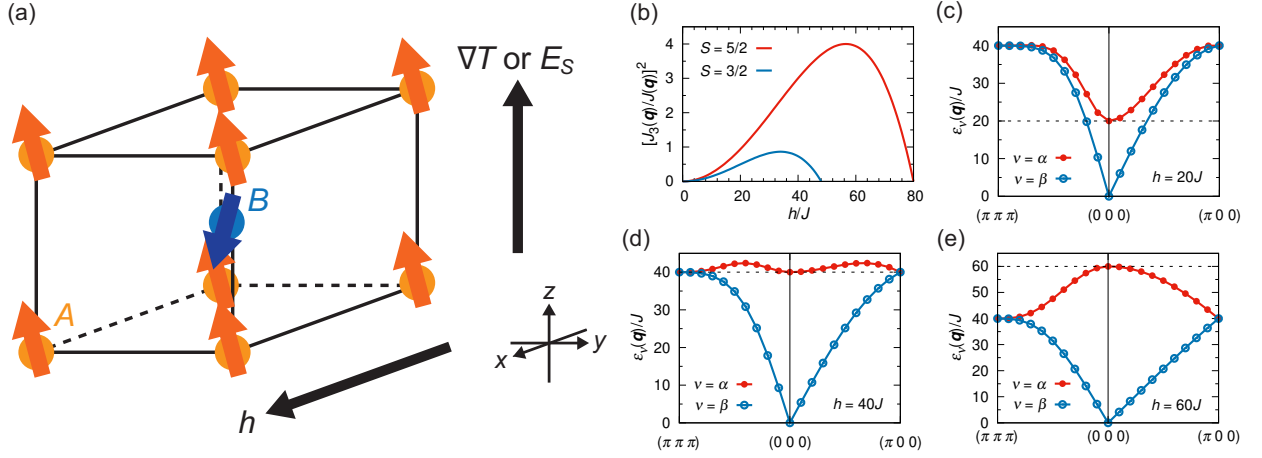 (a)
∇T or E_S
B
A
z
y
x
h
(b)
[J_3(q)/J(q)]^2
4
3
2
1
0
S = 5/2
S = 3/2
0 20 40 60 80
h/J
(c)
ε_ν(q)/J
40
30
20
10
0
ν = α
ν = β
h = 20J
(π π π) (0 0 0) (π 0 0)
(d)
ε_ν(q)/J
40
30
20
10
0
ν = α
ν = β
h = 40J
(π π π) (0 0 0) (π 0 0)
(e)
ε_ν(q)/J
60
50
40
30
20
10
0
ν = α
ν = β
h = 60J
(π π π) (0 0 0) (π 0 0)